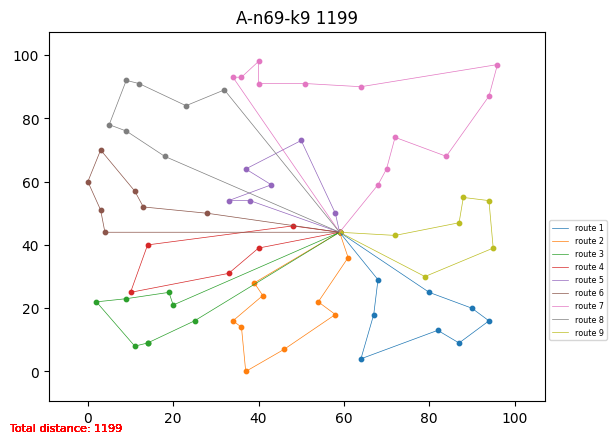 A-n69-k9 1199
100
80
60
40
20
0
0 20 40 60 80 100
route 1
route 2
route 3
route 4
route 5
route 6
route 7
route 8
route 9
Total distance: 1199